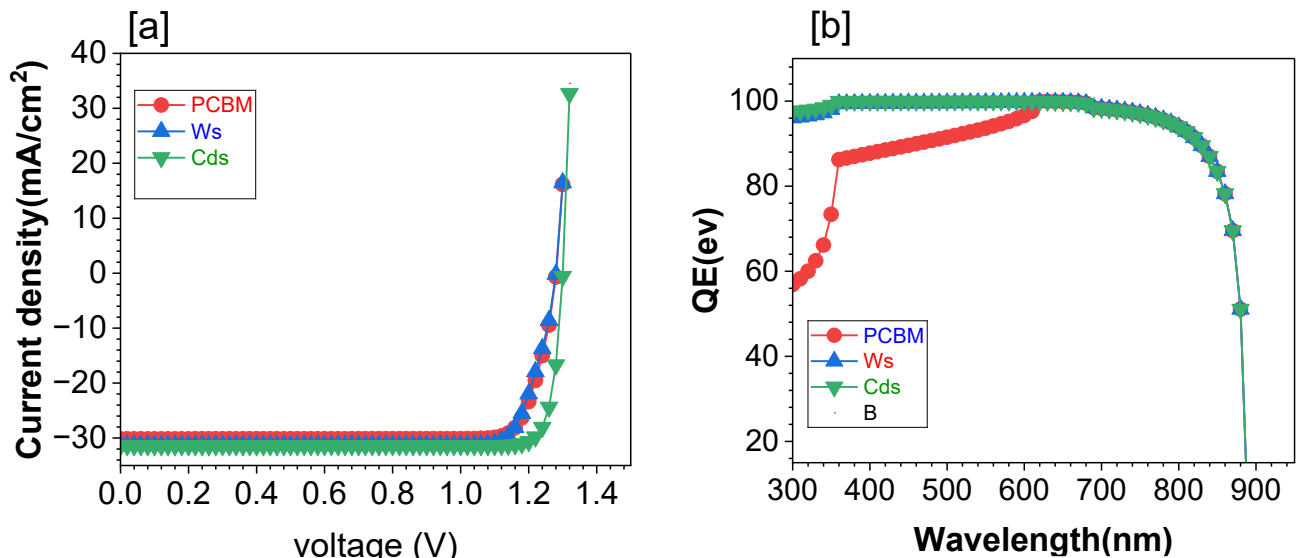 [a]
40
30
20
10
0
−10
−20
−30
0.0 0.2 0.4 0.6 0.8 1.0 1.2 1.4
Current density(mA/cm²)
voltage (V)
PCBM
Ws
Cds
[b]
100
80
60
40
20
300 400 500 600 700 800 900
QE(ev)
Wavelength(nm)
PCBM
Ws
Cds
B